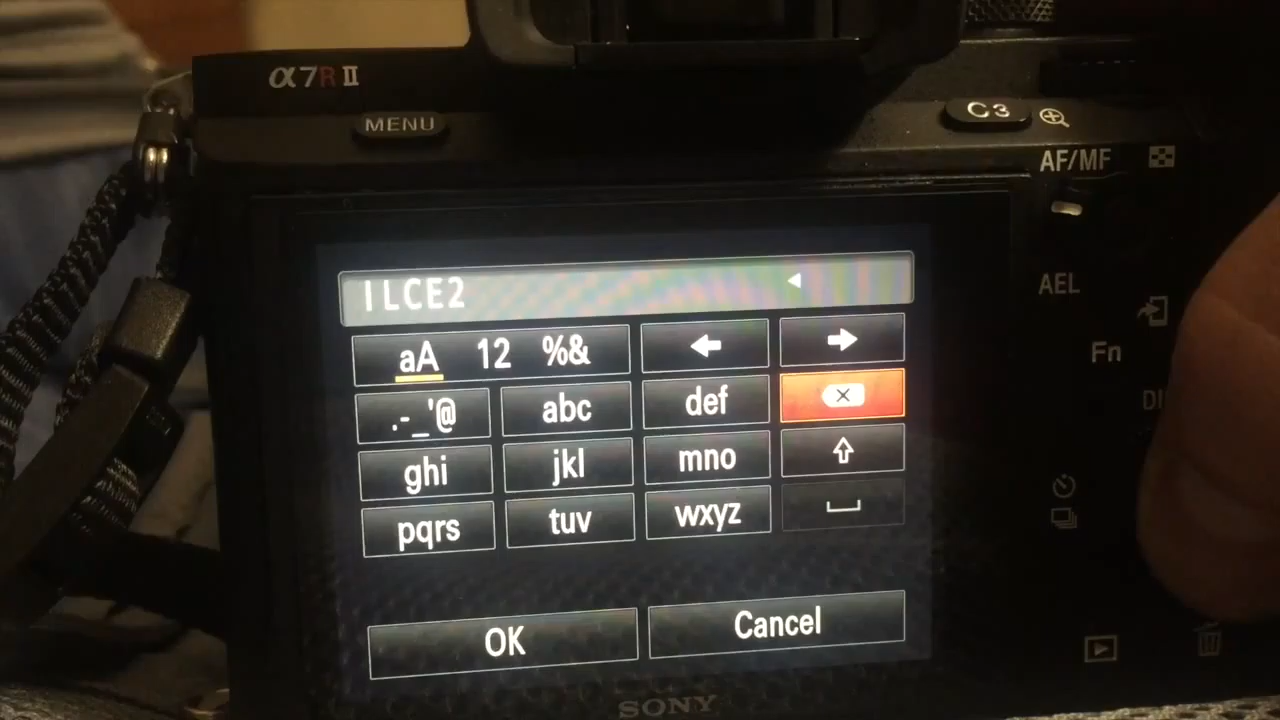 α7RII
MENU
C3
AF/MF
AEL
Fn
ILCE2
aA 12 %&
.-_'@ abc def
ghi jkl mno
pqrs tuv wxyz
OK Cancel
SONY